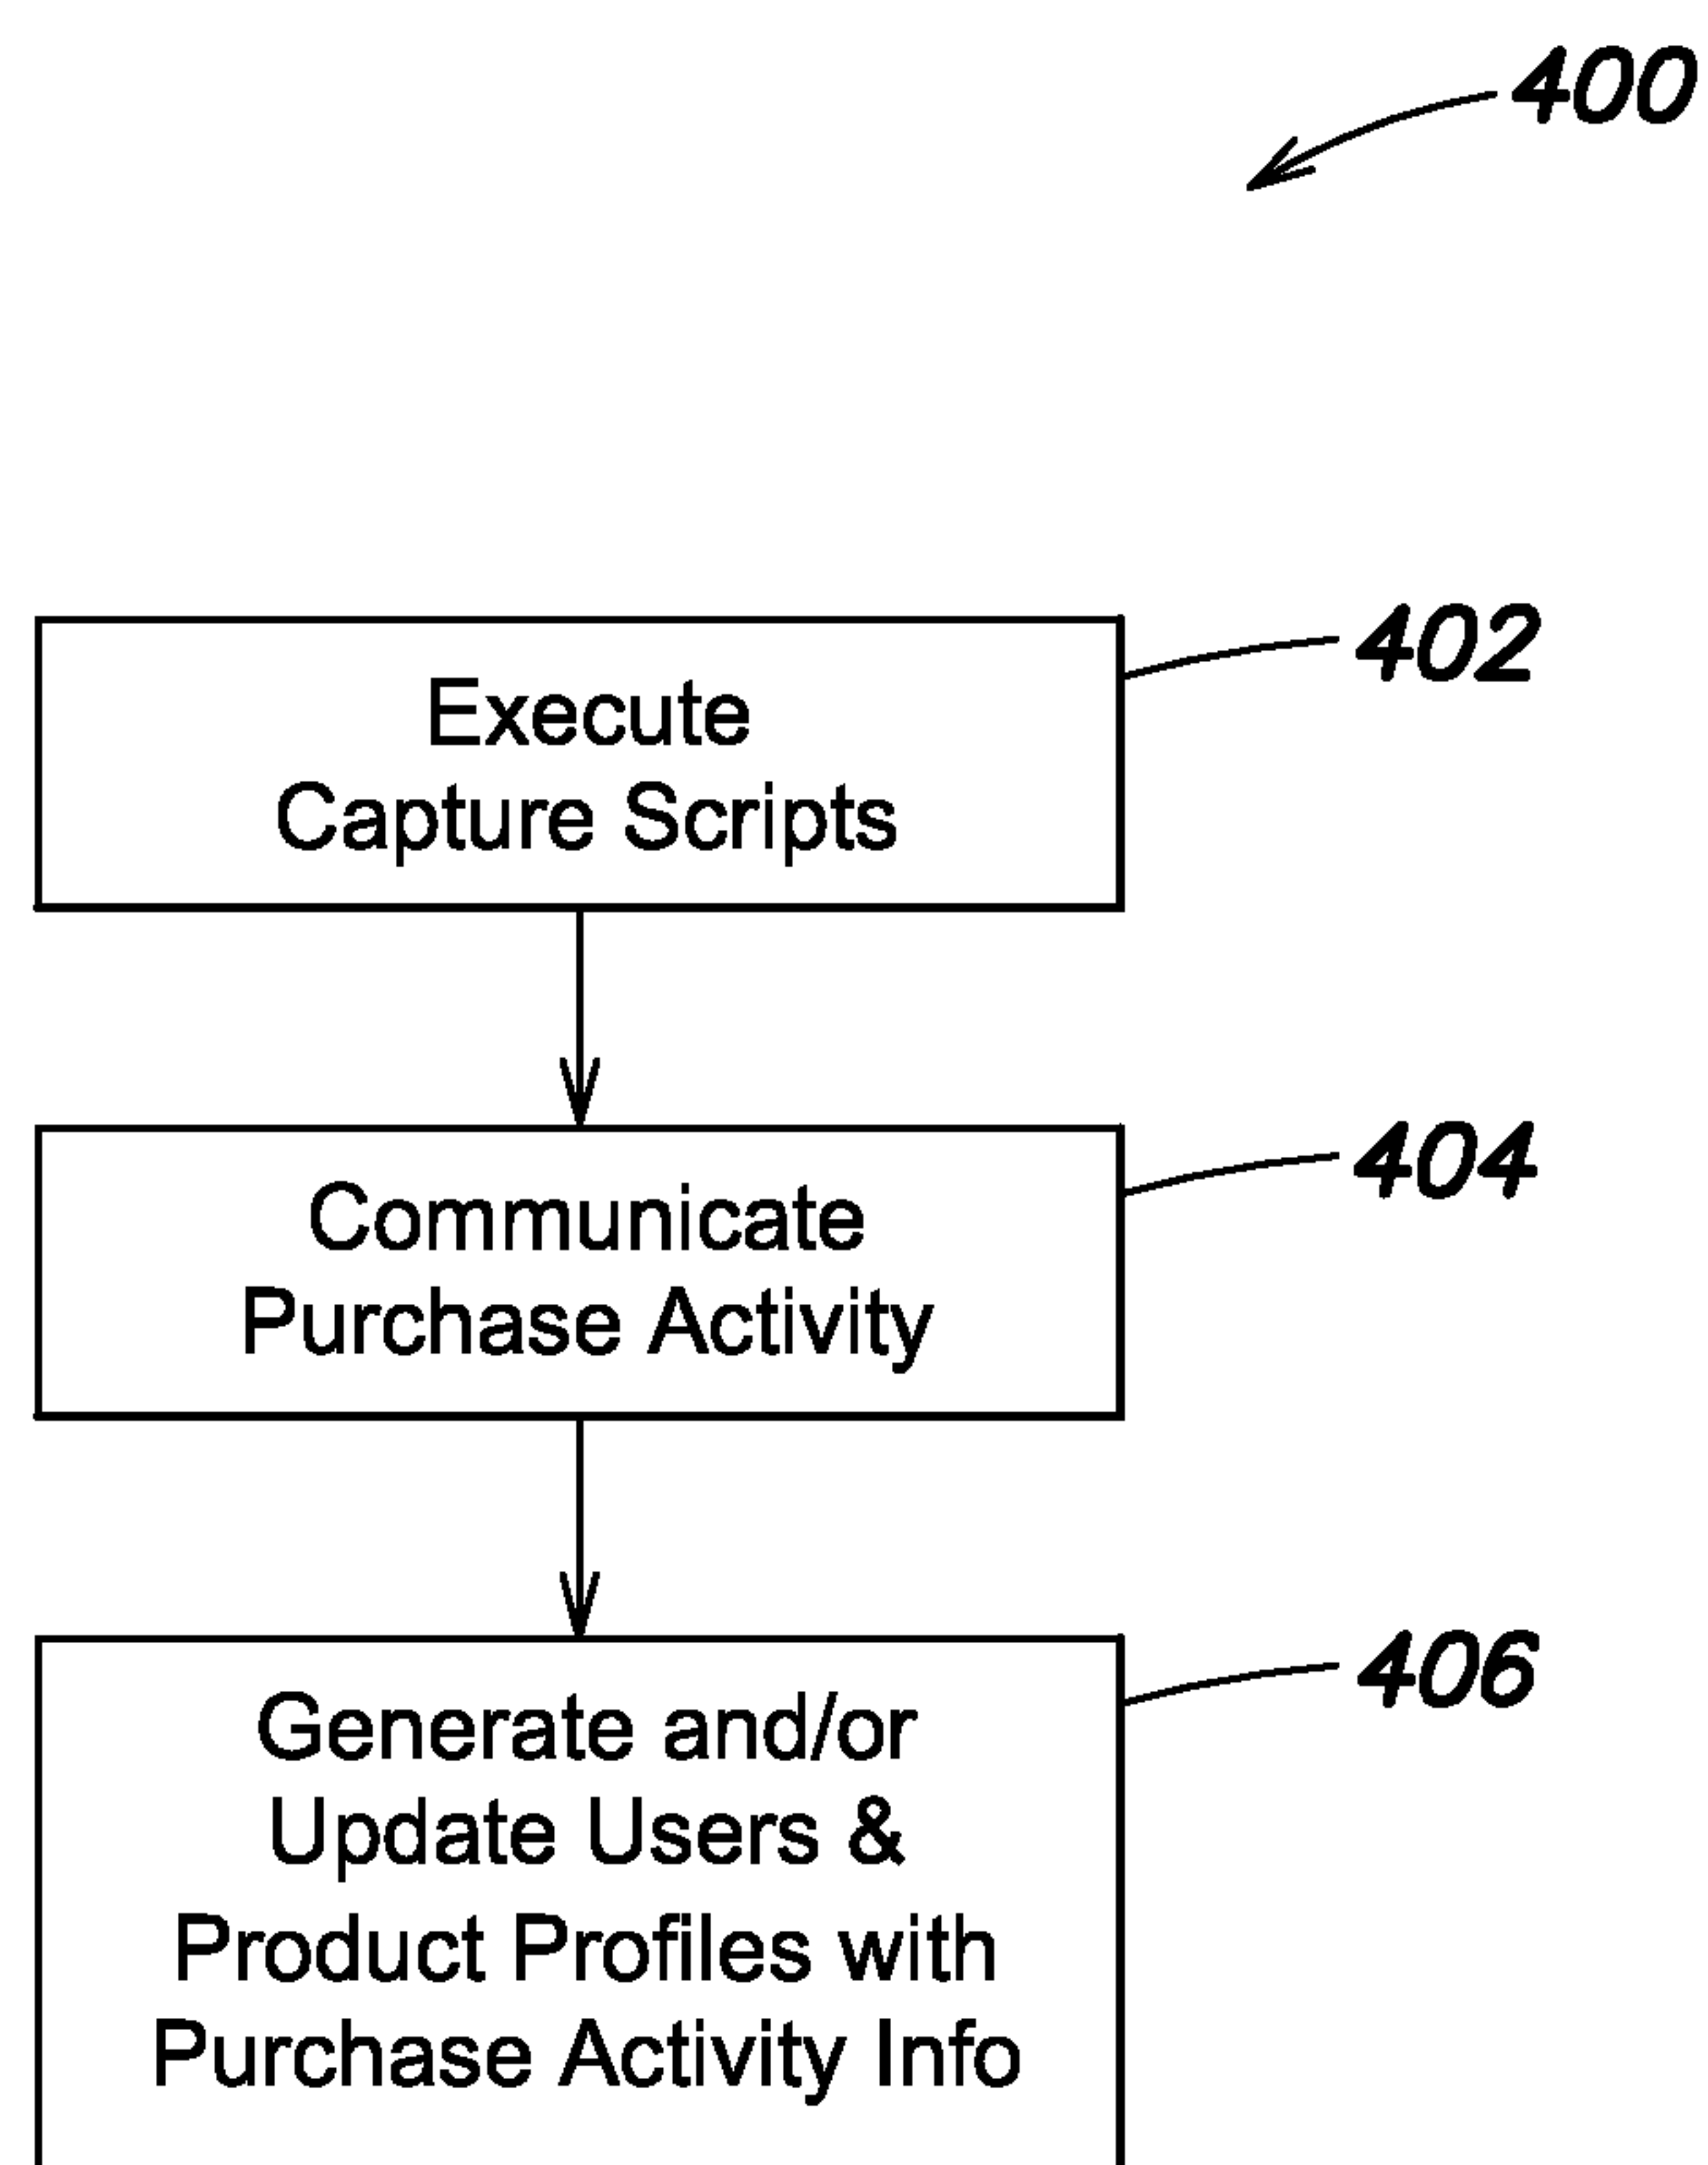 400
Execute
Capture Scripts
402
Communicate
Purchase Activity
404
Generate and/or
Update Users &
Product Profiles with
Purchase Activity Info
406